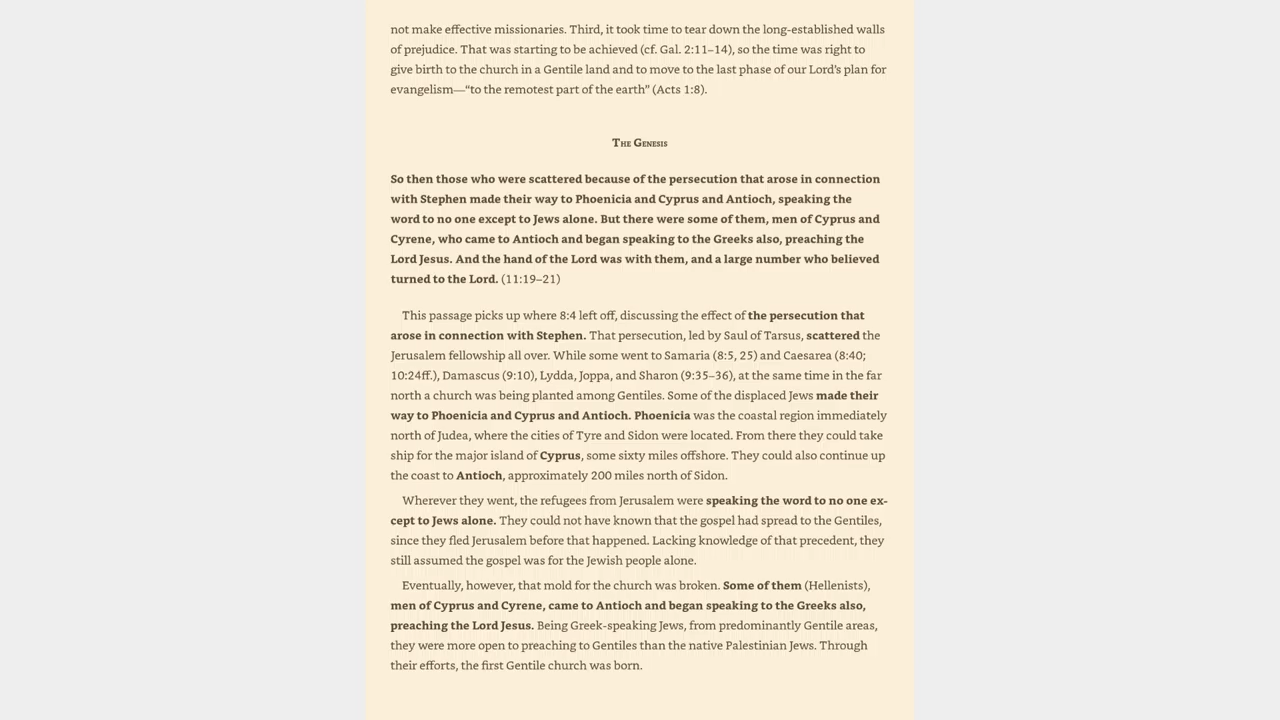 not make effective missionaries. Third, it took time to tear down the long-established walls
of prejudice. That was starting to be achieved (cf. Gal. 2:11–14), so the time was right to
give birth to the church in a Gentile land and to move to the last phase of our Lord’s plan for
evangelism—“to the remotest part of the earth” (Acts 1:8).
The Genesis
So then those who were scattered because of the persecution that arose in connection
with Stephen made their way to Phoenicia and Cyprus and Antioch, speaking the
word to no one except to Jews alone. But there were some of them, men of Cyprus and
Cyrene, who came to Antioch and began speaking to the Greeks also, preaching the
Lord Jesus. And the hand of the Lord was with them, and a large number who believed
turned to the Lord. (11:19–21)
This passage picks up where 8:4 left off, discussing the effect of the persecution that
arose in connection with Stephen. That persecution, led by Saul of Tarsus, scattered the
Jerusalem fellowship all over. While some went to Samaria (8:5, 25) and Caesarea (8:40;
10:24ff.), Damascus (9:10), Lydda, Joppa, and Sharon (9:35–36), at the same time in the far
north a church was being planted among Gentiles. Some of the displaced Jews made their
way to Phoenicia and Cyprus and Antioch. Phoenicia was the coastal region immediately
north of Judea, where the cities of Tyre and Sidon were located. From there they could take
ship for the major island of Cyprus, some sixty miles offshore. They could also continue up
the coast to Antioch, approximately 200 miles north of Sidon.
Wherever they went, the refugees from Jerusalem were speaking the word to no one ex-
cept to Jews alone. They could not have known that the gospel had spread to the Gentiles,
since they fled Jerusalem before that happened. Lacking knowledge of that precedent, they
still assumed the gospel was for the Jewish people alone.
Eventually, however, that mold for the church was broken. Some of them (Hellenists),
men of Cyprus and Cyrene, came to Antioch and began speaking to the Greeks also,
preaching the Lord Jesus. Being Greek-speaking Jews, from predominantly Gentile areas,
they were more open to preaching to Gentiles than the native Palestinian Jews. Through
their efforts, the first Gentile church was born.